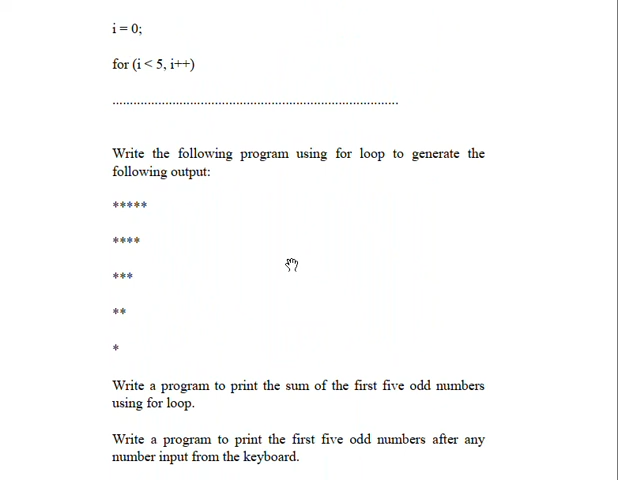 i = 0;
for (i < 5, i++)
................................................................................
Write the following program using for loop to generate the
following output:
*****
****
***
**
*
Write a program to print the sum of the first five odd numbers
using for loop.
Write a program to print the first five odd numbers after any
number input from the keyboard.